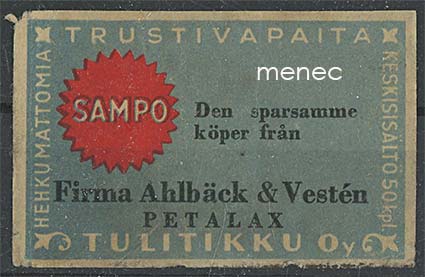 TRUSTIVAPAITA
menec
HEHKUMATTOMIA
SAMPO
Den sparsamme
köper från
KESKISISÄLTÖ 50 kpl
Firma Ahlbäck & Vestén
PETALAX
TULITIKKU Oy